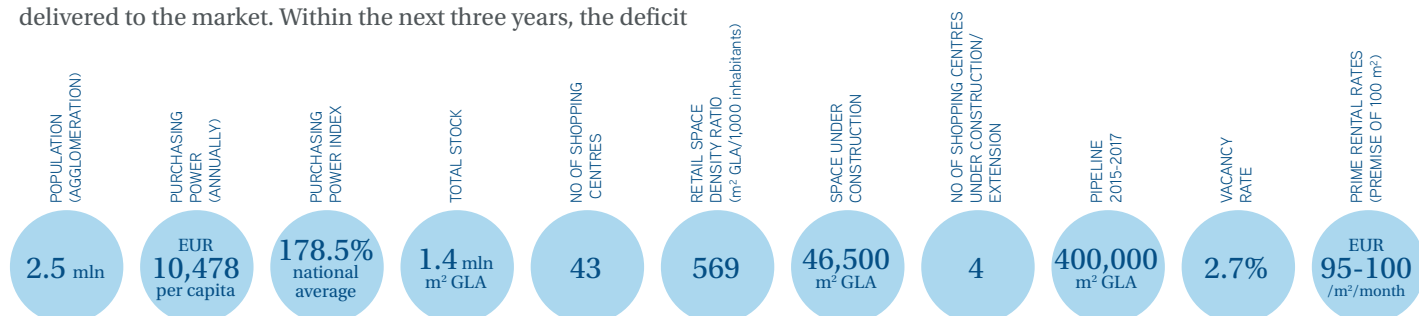 delivered to the market. Within the next three years, the deficit
POPULATION
(AGGLOMERATION)
2.5 mln
PURCHASING
POWER
(ANNUALLY)
EUR
10,478
per capita
PURCHASING
POWER INDEX
178.5%
national
average
TOTAL STOCK
1.4 mln
m² GLA
NO OF SHOPPING
CENTRES
43
RETAIL SPACE
DENSITY RATIO
(m² GLA/1,000 inhabitants)
569
SPACE UNDER
CONSTRUCTION
46,500
m² GLA
NO OF SHOPPING CENTRES
UNDER CONSTRUCTION/
EXTENSION
4
PIPELINE
2015-2017
400,000
m² GLA
VACANCY
RATE
2.7%
PRIME RENTAL RATES
(PREMISE OF 100 m²)
EUR
95-100
/m²/month